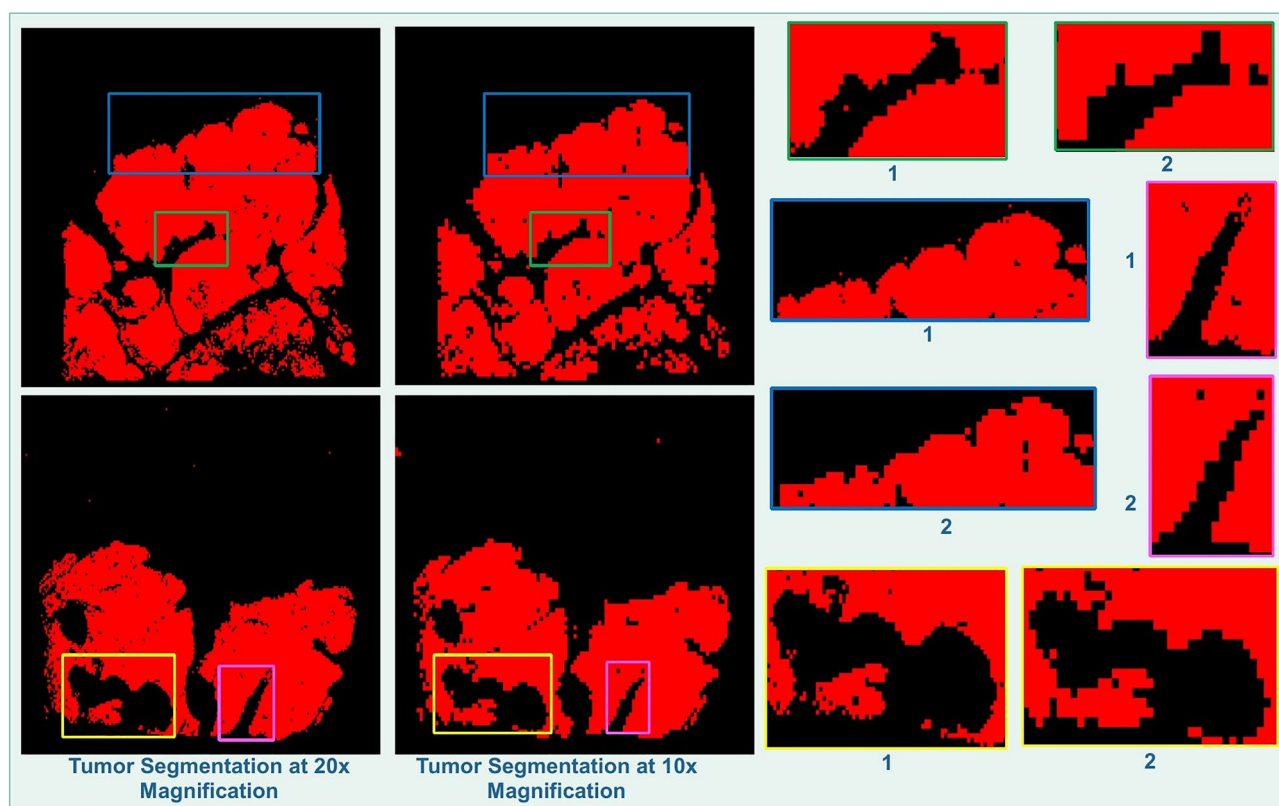 1
2
1
1
2
2
1
2
Tumor Segmentation at 20x
Magnification
Tumor Segmentation at 10x
Magnification